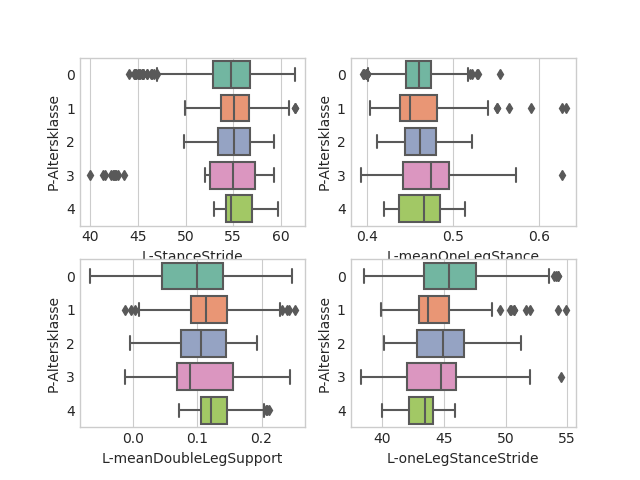 P-Altersklasse
0
1
2
3
4
40 45 50 55 60
L-StanceStride
P-Altersklasse
0
1
2
3
4
0.4 0.5 0.6
L-meanOneLegStance
P-Altersklasse
0
1
2
3
4
0.0 0.1 0.2
L-meanDoubleLegSupport
P-Altersklasse
0
1
2
3
4
40 45 50 55
L-oneLegStanceStride